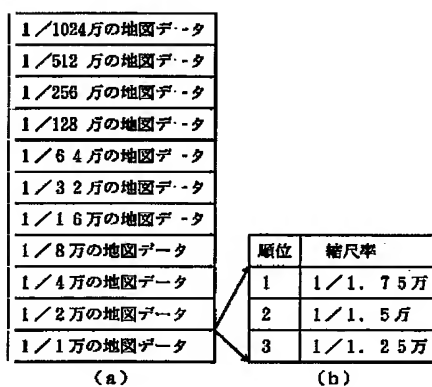 1/1024万の地図データ
1/512 万の地図データ
1/256 万の地図データ
1/128 万の地図データ
1/64万の地図データ
1/32万の地図データ
1/16万の地図データ
1/8万の地図データ
1/4万の地図データ
1/2万の地図データ
1/1万の地図データ
(a)
順位 縮尺率
1 1/1.75万
2 1/1.5万
3 1/1.25万
(b)